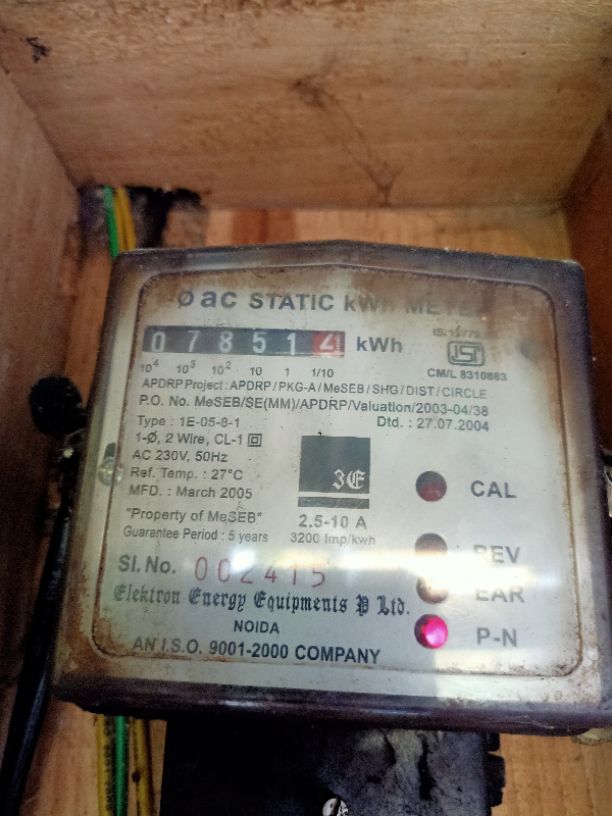 Ø ac STATIC kWh METER
0 7 8 5 1 4 kWh
10⁴ 10³ 10² 10 1 1/10
CM/L 8310883
APDRP Project : APDRP / PKG-A / MeSEB / SHG / DIST / CIRCLE
P.O. No. MeSEB/SE(MM)/APDRP/Valuation/2003-04/38
Dtd. : 27.07.2004
Type : 1E-05-8-1
1-Ø, 2 Wire, CL-1
AC 230V, 50Hz
Ref. Temp. : 27°C
MFD. : March 2005
3E
"Property of MeSEB"
Guarantee Period : 5 years
2.5-10 A
3200 Imp/kwh
CAL
REV
EAR
P-N
Sl. No. 002415
Elektron Energy Equipments P Ltd.
NOIDA
AN I.S.O. 9001-2000 COMPANY